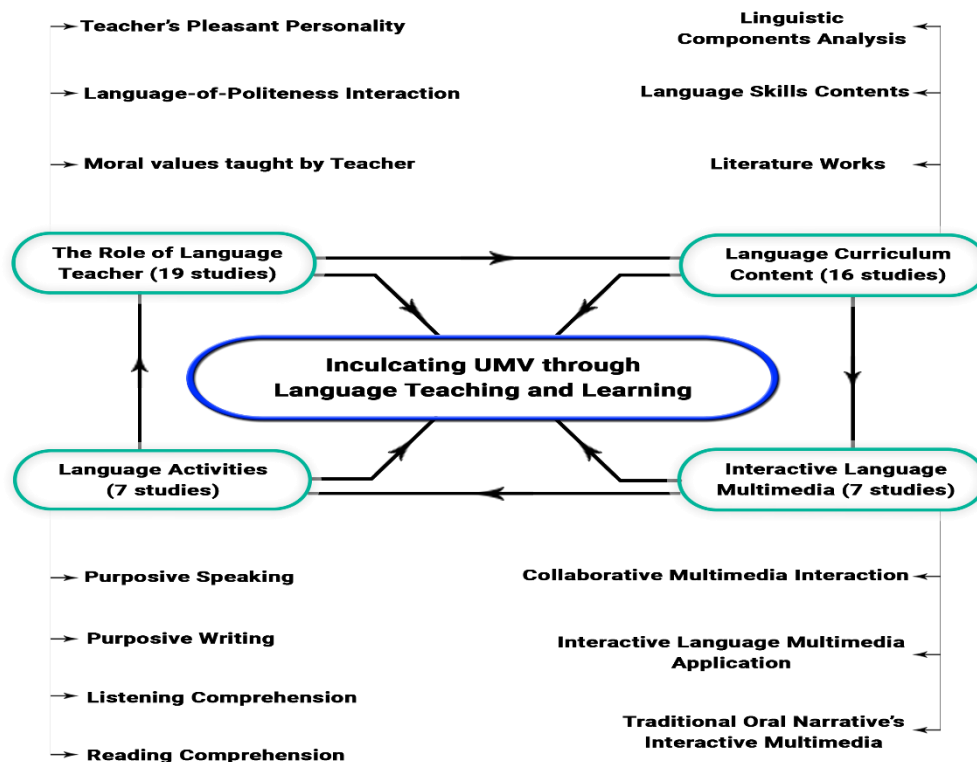 Teacher's Pleasant Personality
Language-of-Politeness Interaction
Moral values taught by Teacher
Linguistic
Components Analysis
Language Skills Contents
Literature Works
The Role of Language
Teacher (19 studies)
Language Curriculum
Content (16 studies)
Inculcating UMV through
Language Teaching and Learning
Language Activities
(7 studies)
Interactive Language
Multimedia (7 studies)
Purposive Speaking
Purposive Writing
Listening Comprehension
Reading Comprehension
Collaborative Multimedia Interaction
Interactive Language Multimedia
Application
Traditional Oral Narrative's
Interactive Multimedia